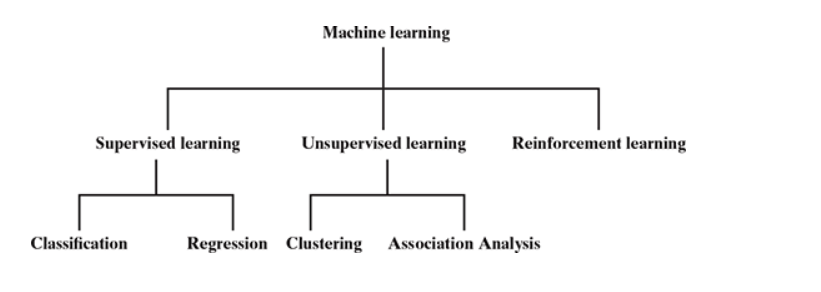 Machine learning
Supervised learning
Unsupervised learning
Reinforcement learning
Classification
Regression
Clustering
Association Analysis